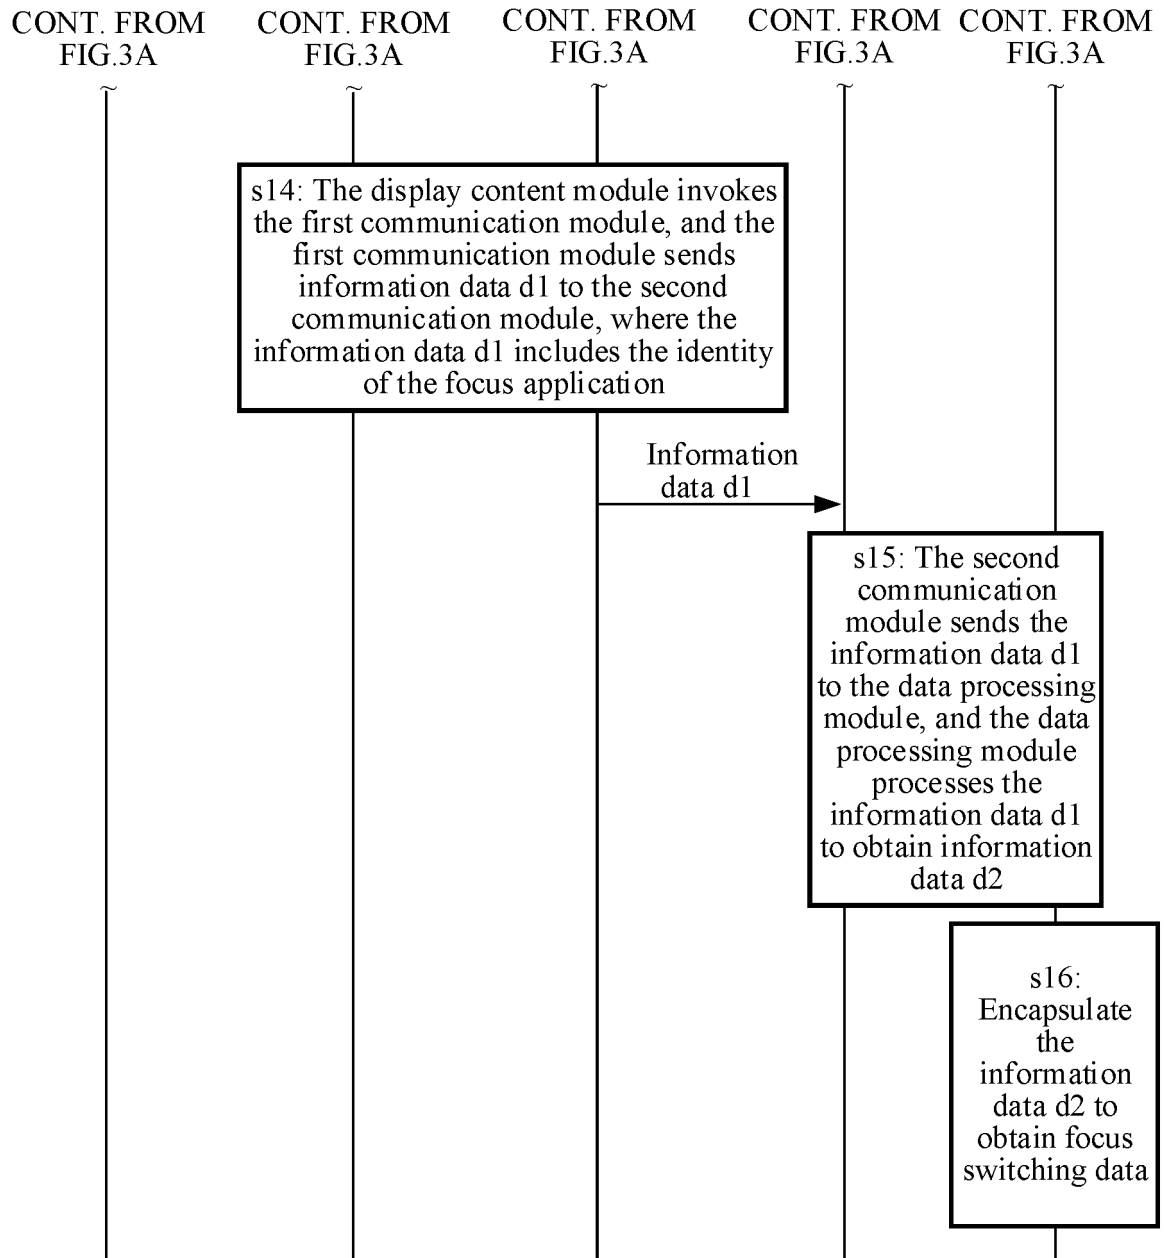 CONT. FROM
FIG.3A
CONT. FROM
FIG.3A
CONT. FROM
FIG.3A
CONT. FROM
FIG.3A
CONT. FROM
FIG.3A
s14: The display content module invokes
the first communication module, and the
first communication module sends
information data d1 to the second
communication module, where the
information data d1 includes the identity
of the focus application
Information
data d1
s15: The second
communication
module sends the
information data d1
to the data processing
module, and the data
processing module
processes the
information data d1
to obtain information
data d2
s16:
Encapsulate
the
information
data d2 to
obtain focus
switching data